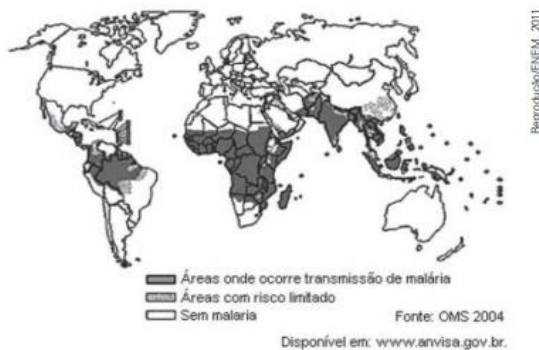 Reprodução/ENEM, 2011
Áreas onde ocorre transmissão de malária
Áreas com risco limitado
Sem malaria
Fonte: OMS 2004
Disponível em: www.anvisa.gov.br.